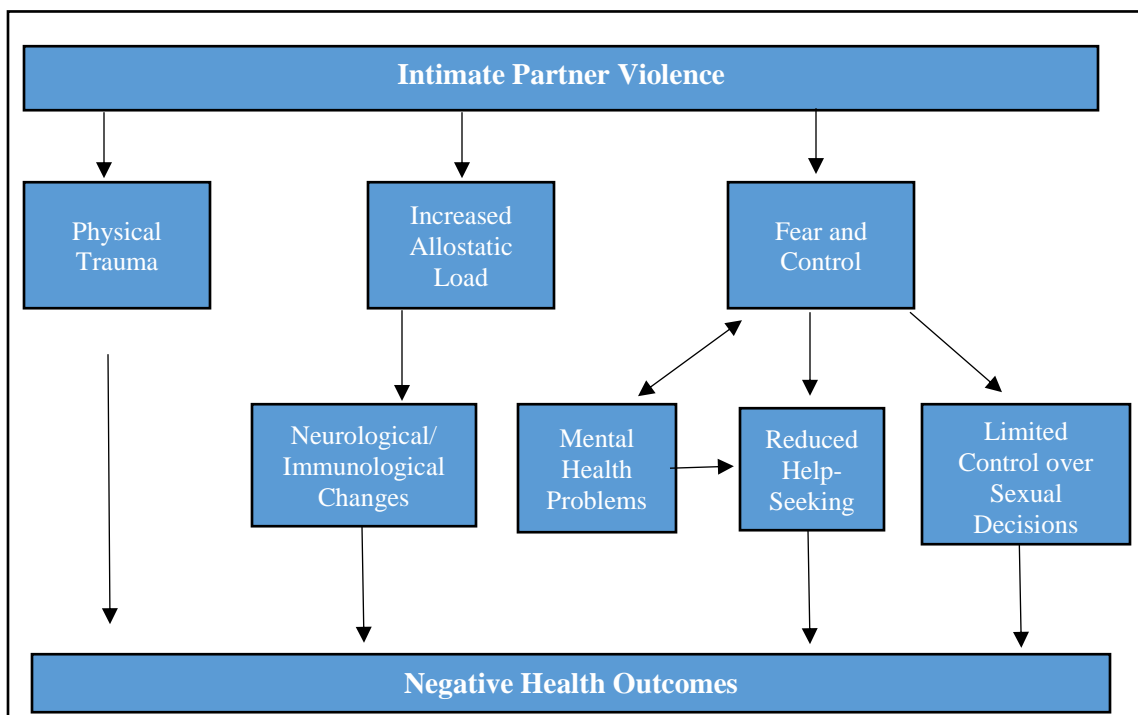 Intimate Partner Violence
Physical
Trauma
Increased
Allostatic
Load
Fear and
Control
Neurological/
Immunological
Changes
Mental
Health
Problems
Reduced
Help-
Seeking
Limited
Control over
Sexual
Decisions
Negative Health Outcomes